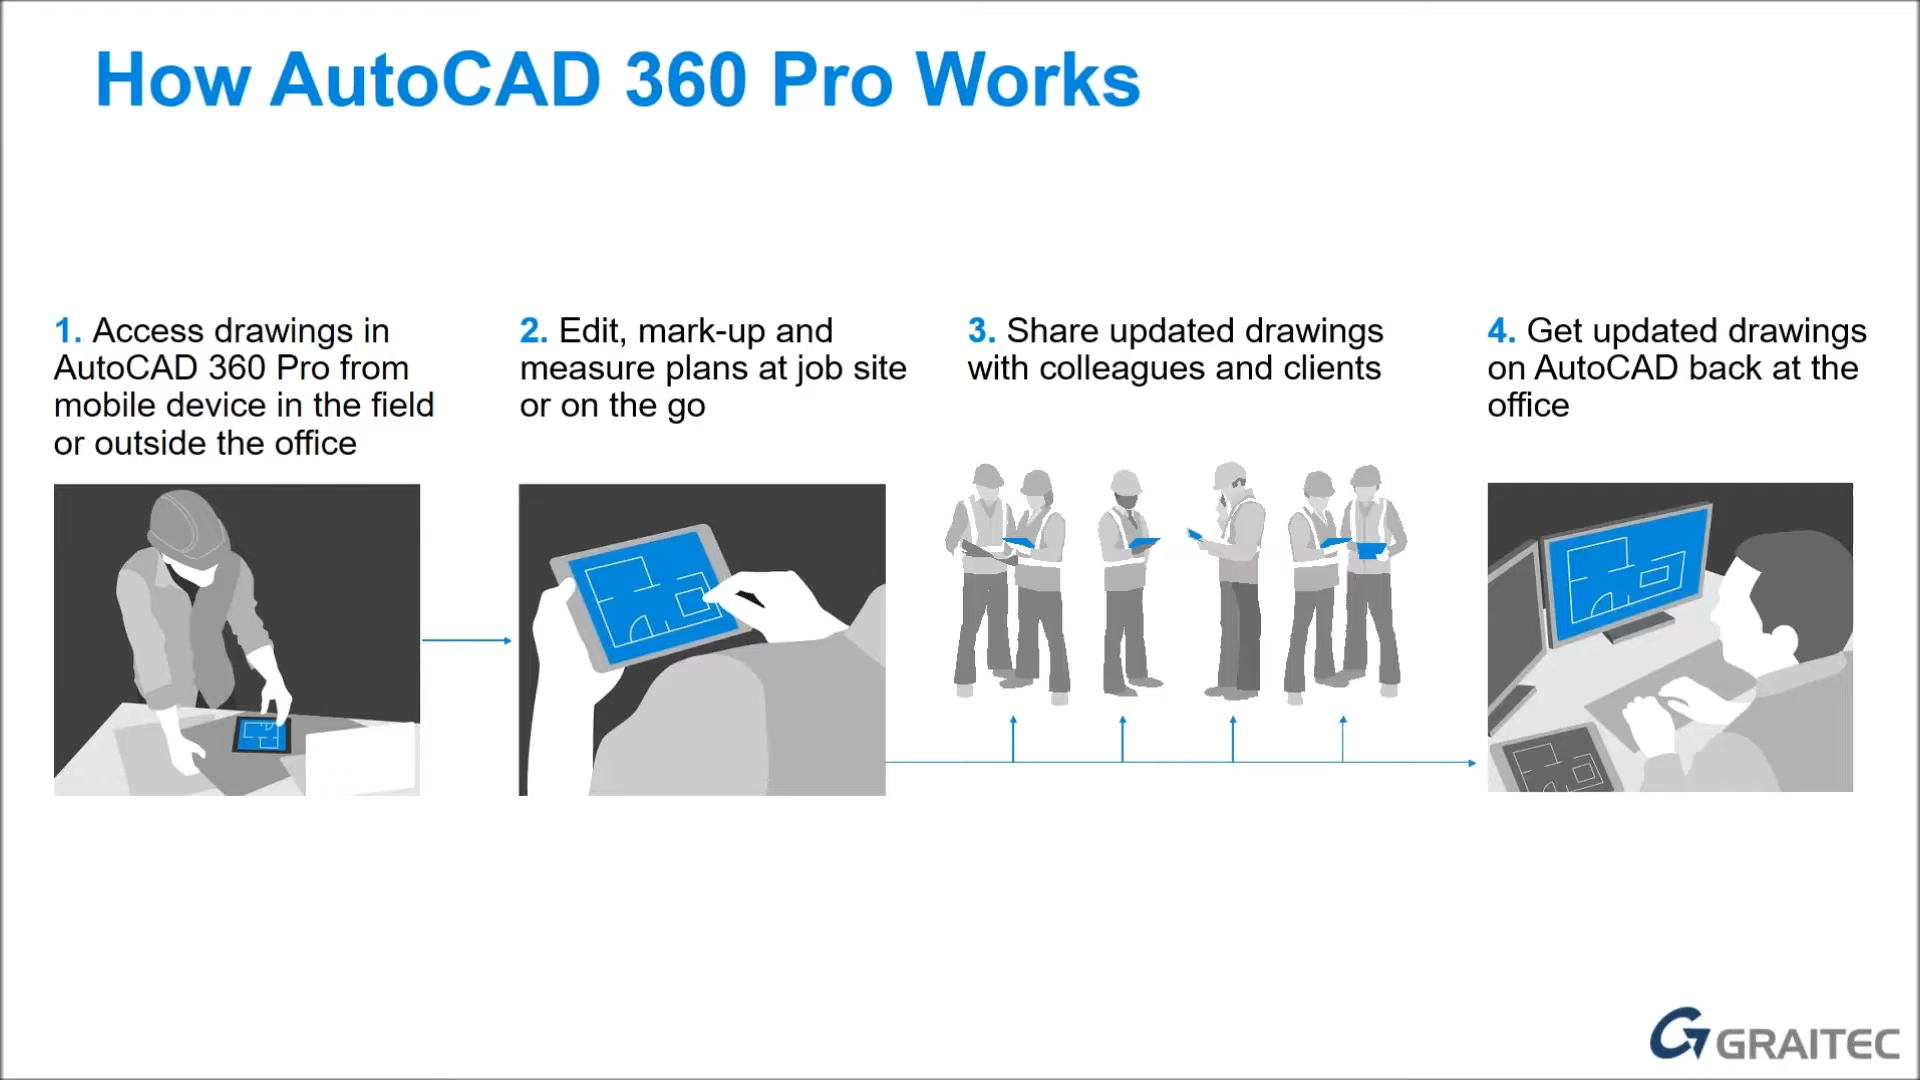 How AutoCAD 360 Pro Works
1. Access drawings in
AutoCAD 360 Pro from
mobile device in the field
or outside the office
2. Edit, mark-up and
measure plans at job site
or on the go
3. Share updated drawings
with colleagues and clients
4. Get updated drawings
on AutoCAD back at the
office
GRAITEC